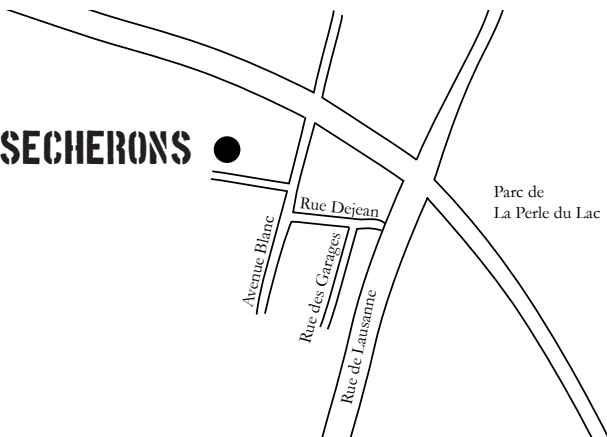 SECHERONS
Parc de
La Perle du Lac
Rue Dejean
Avenue Blanc
Rue des Garages
Rue de Lausanne